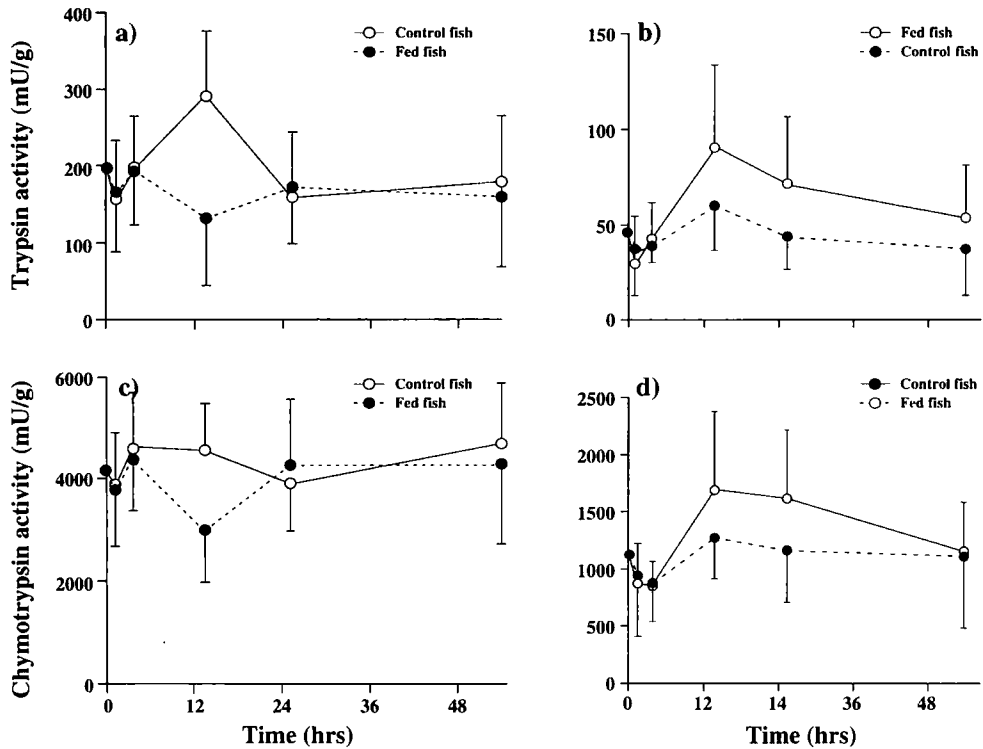 a)
Control fish
Fed fish
400
300
200
100
0
Trypsin activity (mU/g)
b)
Fed fish
Control fish
150
100
50
0
c)
Control fish
Fed fish
6000
4000
2000
0
Chymotrypsin activity (mU/g)
0 12 24 36 48
Time (hrs)
d)
Control fish
Fed fish
2500
2000
1500
1000
500
0
0 12 14 36 48
Time (hrs)